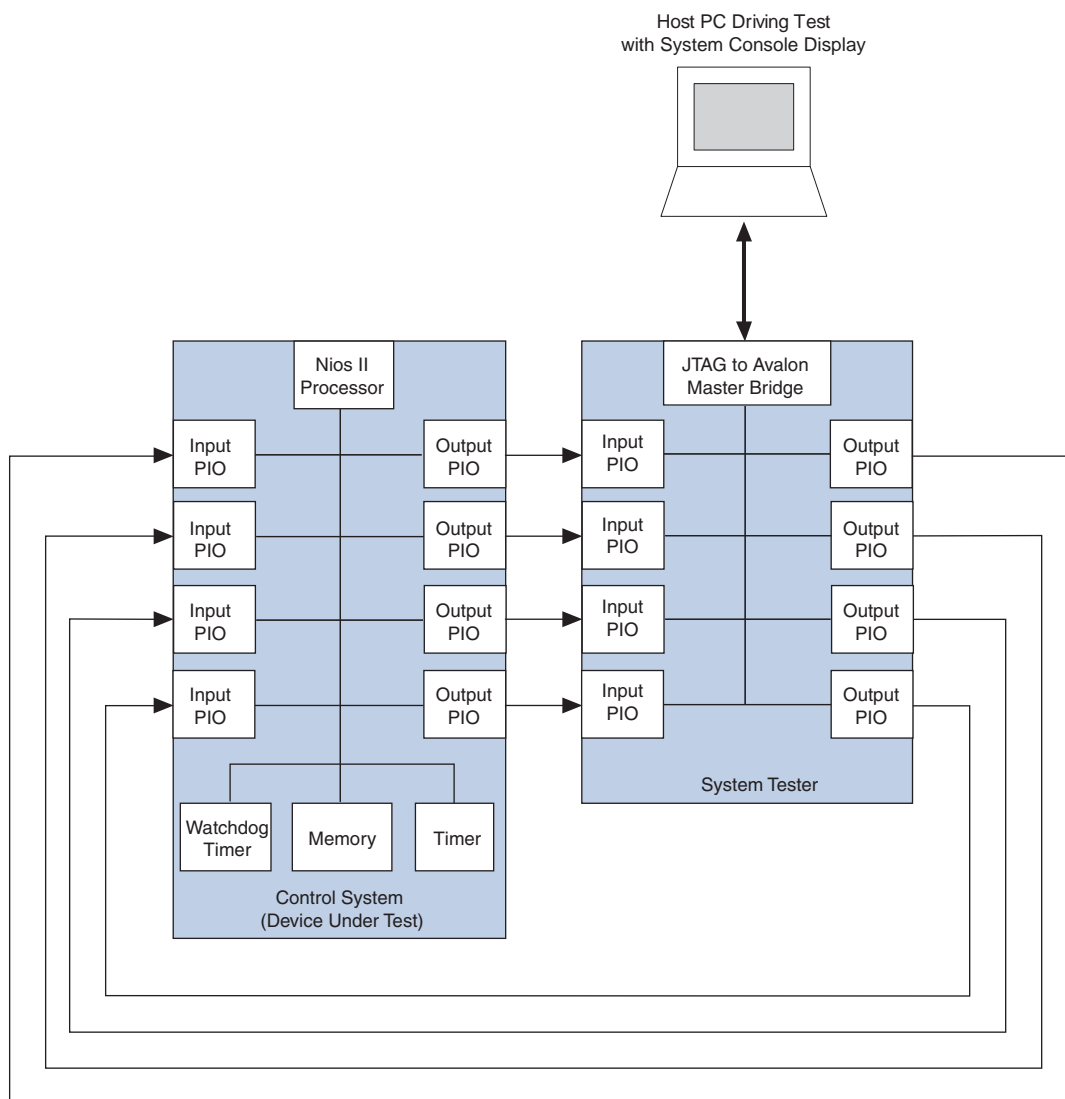 Host PC Driving Test
with System Console Display
Nios II
Processor
JTAG to Avalon
Master Bridge
Input
PIO
Output
PIO
Input
PIO
Output
PIO
Input
PIO
Output
PIO
Input
PIO
Output
PIO
Input
PIO
Output
PIO
Input
PIO
Output
PIO
Input
PIO
Output
PIO
Input
PIO
Output
PIO
System Tester
Watchdog
Timer
Memory
Timer
Control System
(Device Under Test)